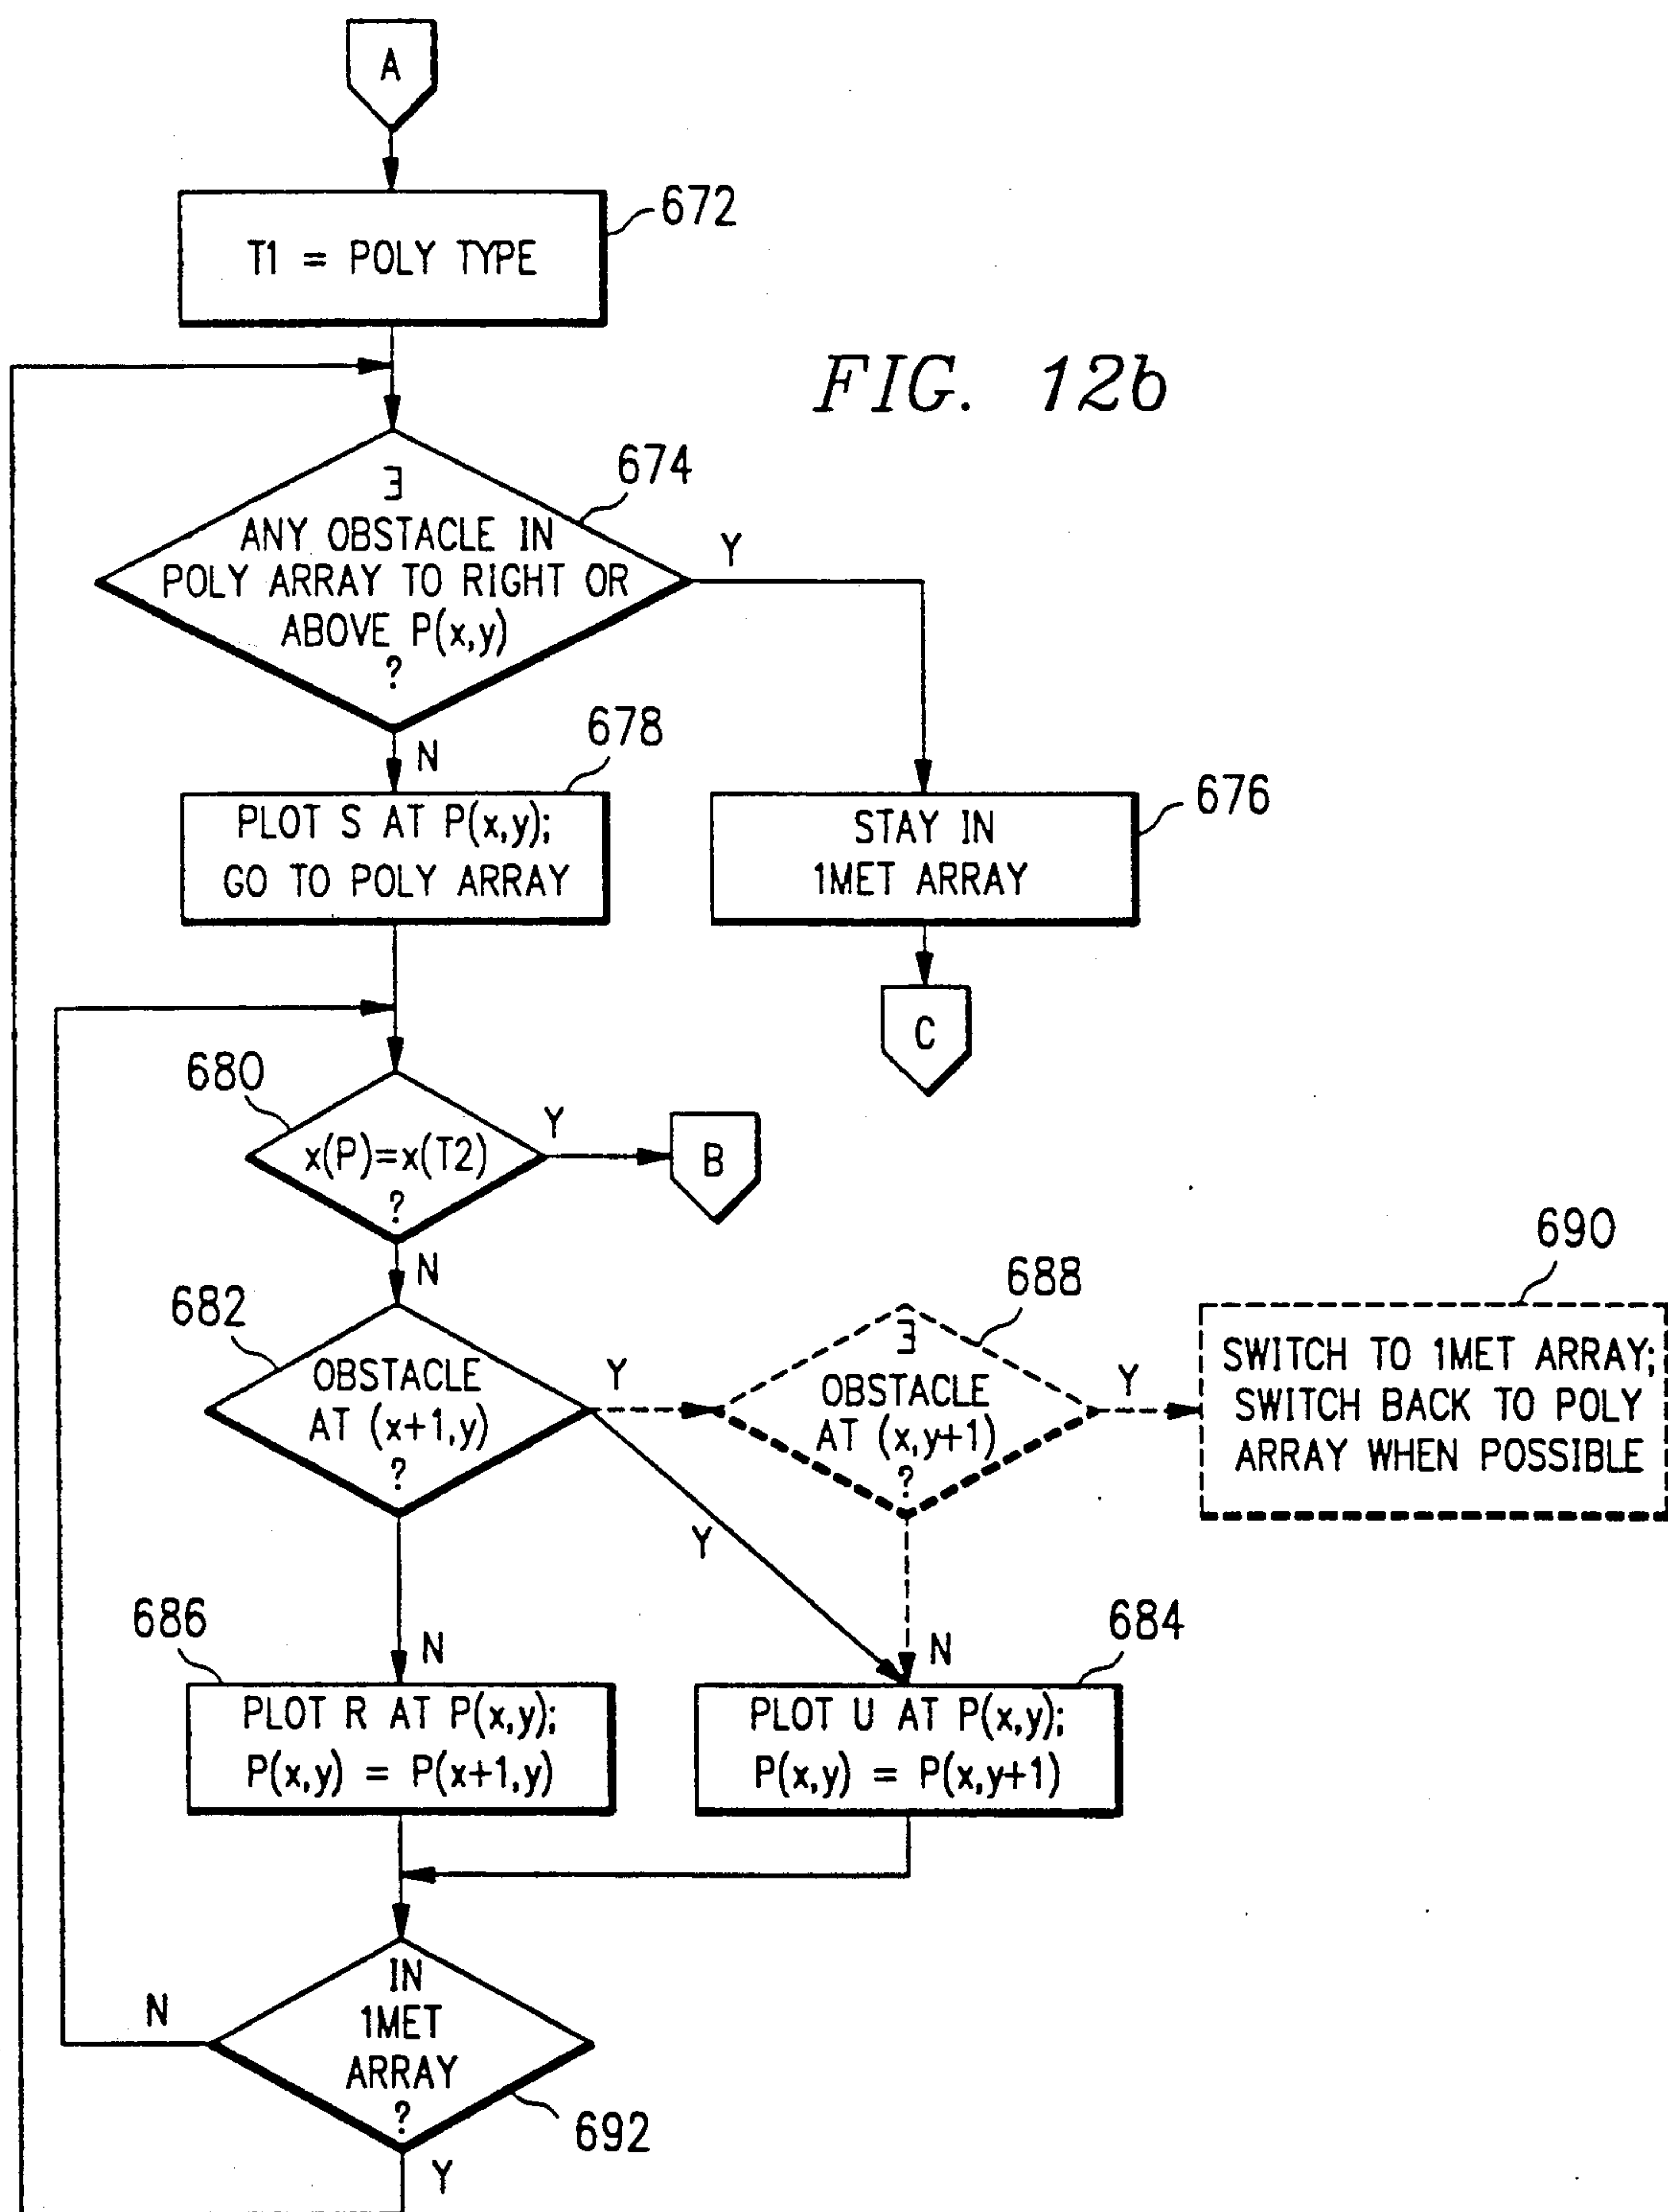 A
672
T1 = POLY TYPE
FIG. 12b
674
∃
ANY OBSTACLE IN
POLY ARRAY TO RIGHT OR
ABOVE P(x,y)
?
Y
N
678
PLOT S AT P(x,y);
GO TO POLY ARRAY
676
STAY IN
1MET ARRAY
C
680
x(P)=x(T2)
?
Y
B
N
682
OBSTACLE
AT (x+1,y)
?
Y
Y
688
∃
OBSTACLE
AT (x,y+1)
?
Y
690
SWITCH TO 1MET ARRAY;
SWITCH BACK TO POLY
ARRAY WHEN POSSIBLE
N
N
686
PLOT R AT P(x,y);
P(x,y) = P(x+1,y)
684
PLOT U AT P(x,y);
P(x,y) = P(x,y+1)
IN
1MET
ARRAY
?
N
692
Y